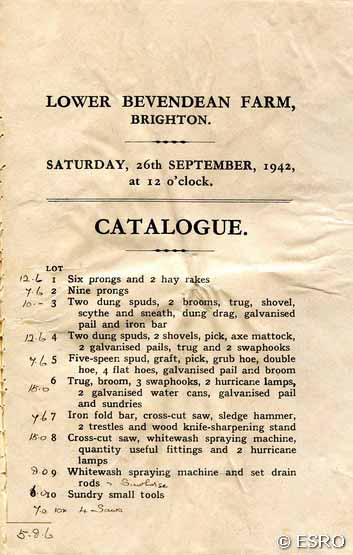 LOWER BEVENDEAN FARM,
BRIGHTON.
SATURDAY, 26th SEPTEMBER, 1942,
at 12 o'clock.
CATALOGUE.
LOT
12.6 1 Six prongs and 2 hay rakes
7.6 2 Nine prongs
10.- 3 Two dung spuds, 2 brooms, trug, shovel,
scythe and sneath, dung drag, galvanised
pail and iron bar
12.6 4 Two dung spuds, 2 shovels, pick, axe mattock,
2 galvanised pails, trug and 2 swaphooks
7.6 5 Five-speen spud, graft, pick, grub hoe, double
hoe, 4 flat hoes, galvanised pail and broom
15.0 6 Trug, broom, 3 swaphooks, 2 hurricane lamps,
2 galvanised water cans, galvanised pail
and sundries
7.6 7 Iron fold bar, cross-cut saw, sledge hammer,
2 trestles and wood knife-sharpening stand
15.0 8 Cross-cut saw, whitewash spraying machine,
quantity useful fittings and 2 hurricane
lamps
9 Whitewash spraying machine and set drain
rods
10 Sundry small tools
4
5.8.6
© ESRO